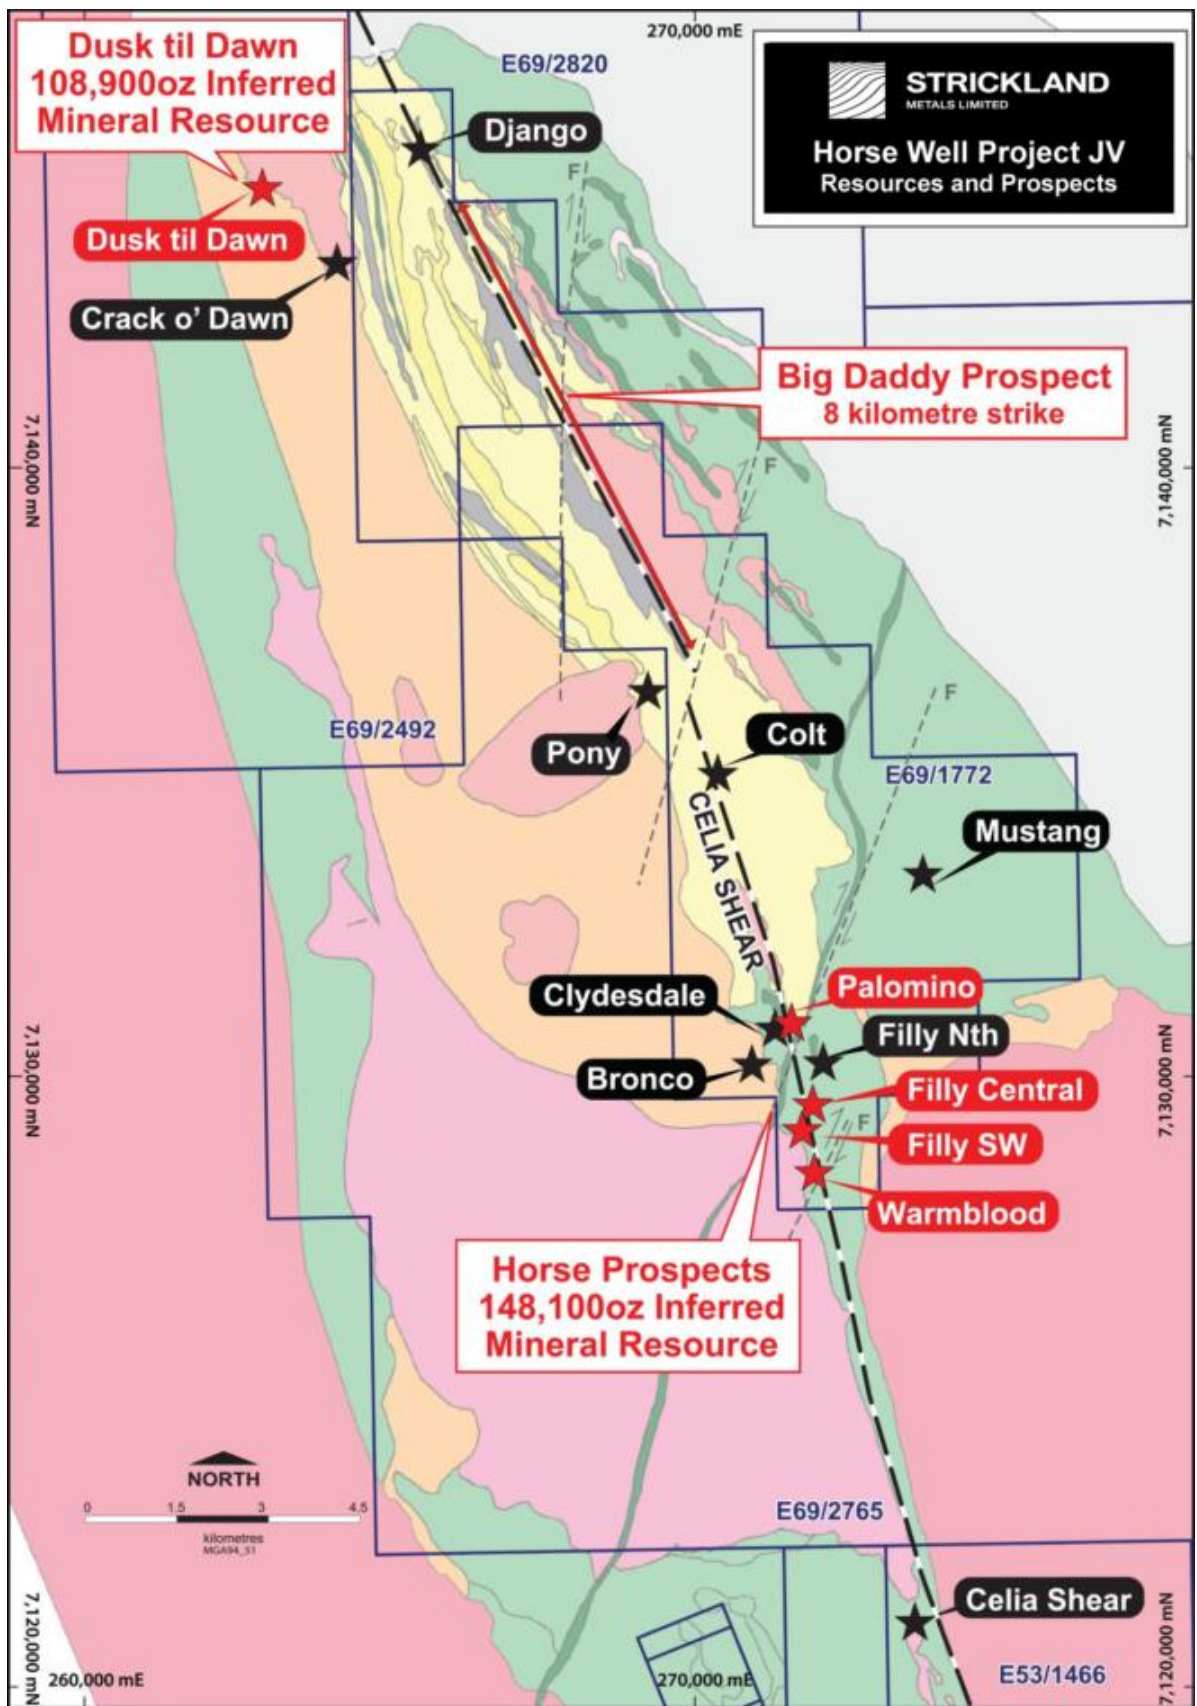 Dusk til Dawn
108,900oz Inferred
Mineral Resource
270,000 mE
E69/2820
STRICKLAND
METALS LIMITED
Horse Well Project JV
Resources and Prospects
Django
F
Dusk til Dawn
Crack o' Dawn
Big Daddy Prospect
8 kilometre strike
7,140,000 mN
7,140,000 mN
F
F
E69/2492
Pony
Colt
E69/1772
Mustang
CELIA SHEAR
Clydesdale
Palomino
Filly Nth
Bronco
7,130,000 mN
7,130,000 mN
Filly Central
F
Filly SW
Warmblood
Horse Prospects
148,100oz Inferred
Mineral Resource
NORTH
0 1.5 3 4.5
kilometres
MGA94_51
E69/2765
Celia Shear
7,120,000 mN
7,120,000 mN
E53/1466
260,000 mE
270,000 mE